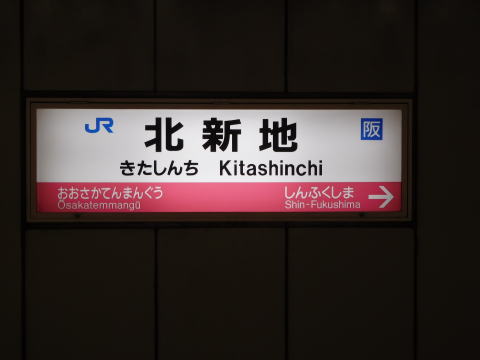 JR 北新地 阪
きたしんち Kitashinchi
おおさかてんまんぐう しんふくしま →
Ōsakatemmangū Shin-Fukushima